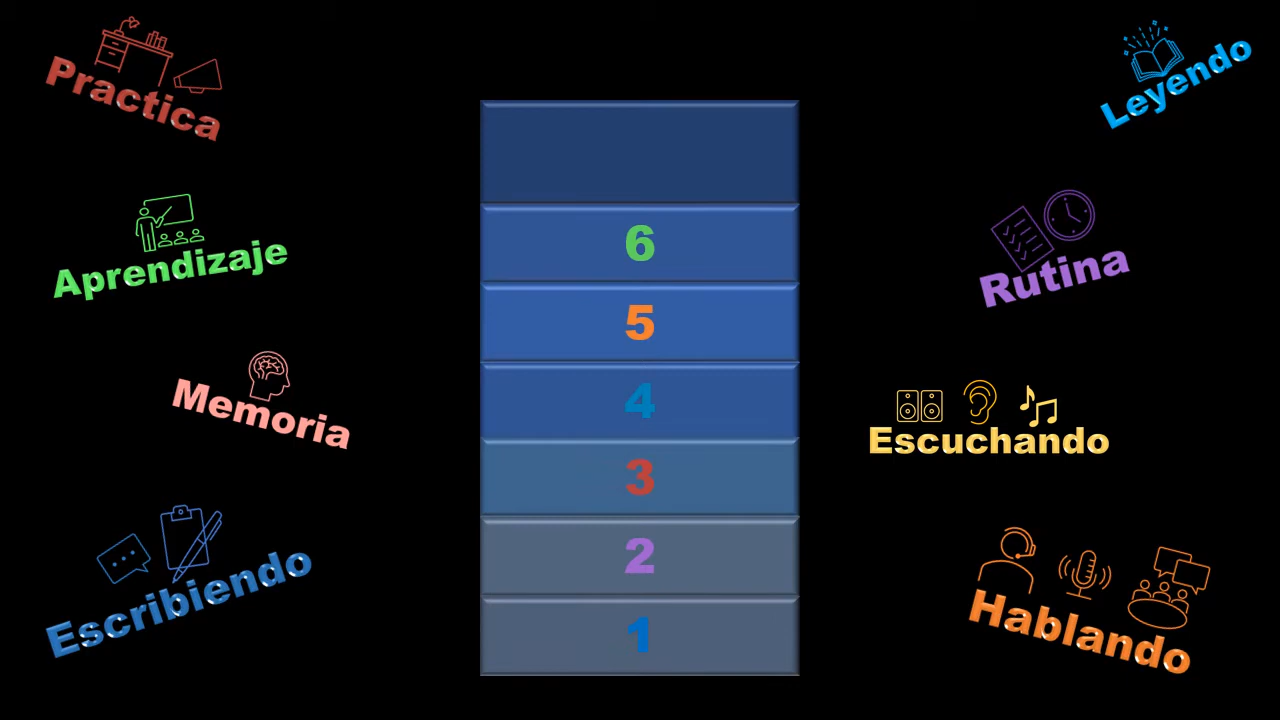 Practica
Leyendo
Aprendizaje
Rutina
Memoria
Escuchando
Escribiendo
Hablando
6
5
4
3
2
1